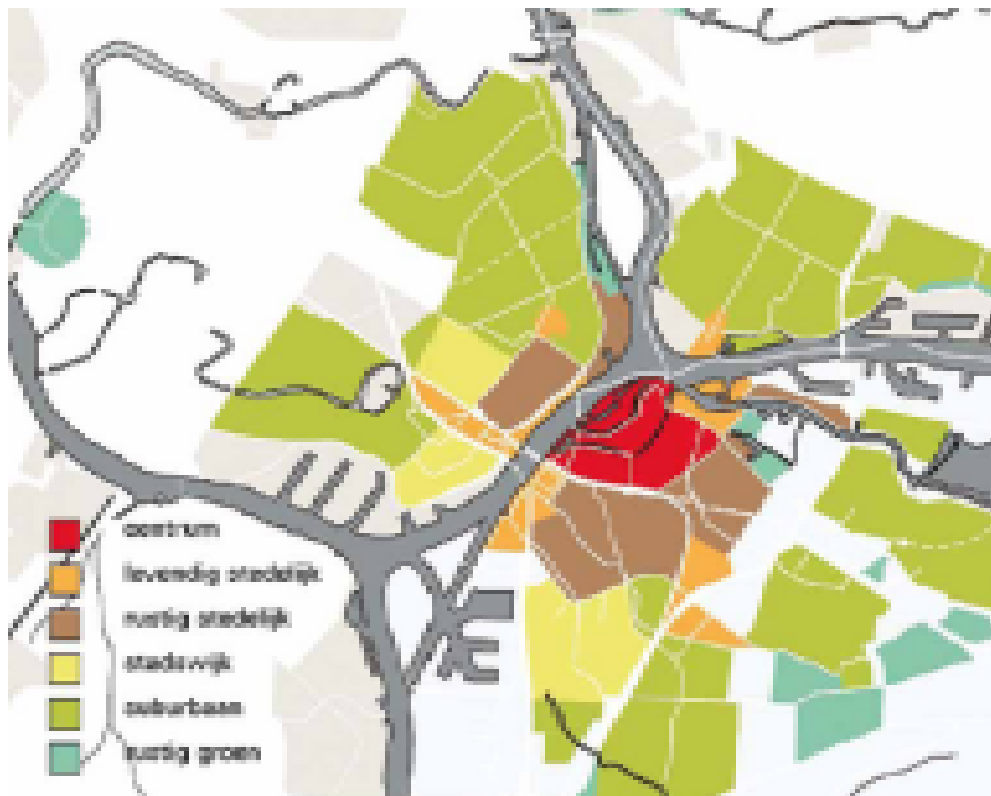 centrum
levendig stedelijk
rustig stedelijk
stadswijk
suburbaan
rustig groen